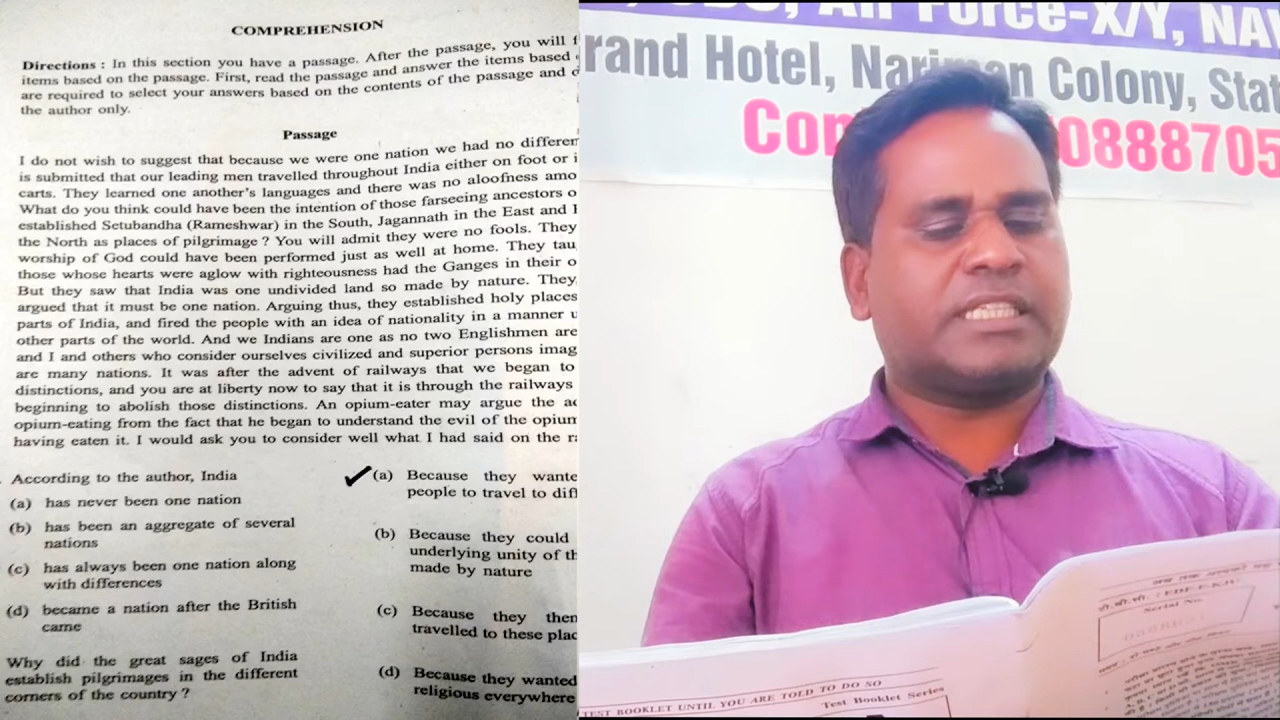 COMPREHENSION
Directions : In this section you have a passage. After the passage, you will
items based on the passage. First, read the passage and answer the items based
are required to select your answers based on the contents of the passage and
the author only.
Passage
I do not wish to suggest that because we were one nation we had no
is submitted that our leading men travelled throughout India either on foot or
carts. They learned one another's languages and there was no aloofness
What do you think could have been the intention of those farseeing ancestors
established Setubandha (Rameshwar) in the South, Jagannath in the East and
the North as places of pilgrimage ? You will admit they were no fools. They
worship of God could have been performed just as well at home. They
those whose hearts were aglow with righteousness had the Ganges in their
But they saw that India was one undivided land so made by nature. They,
argued that it must be one nation. Arguing thus, they established holy places
parts of India, and fired the people with an idea of nationality in a manner
other parts of the world. And we Indians are one as no two Englishmen are
and I and others who consider ourselves civilized and superior persons
are many nations. It was after the advent of railways that we began to
distinctions, and you are at liberty now to say that it is through the railways
beginning to abolish those distinctions. An opium-eater may argue the
opium-eating from the fact that he began to understand the evil of the opium
having eaten it. I would ask you to consider well what I had said on the
According to the author, India
(a) has never been one nation
(b) has been an aggregate of several
nations
(c) has always been one nation along
with differences
(d) became a nation after the British
came
Why did the great sages of India
establish pilgrimages in the different
corners of the country ?
(a) Because they wante
people to travel to diff
(b) Because they could
underlying unity of th
made by nature
(c) Because they then
travelled to these plac
(d) Because they wanted
religious everywhere
Air Force-X/Y, NA
rand Hotel, Nariman Colony, Stat
Con 0888705
TEST BOOKLET UNTIL YOU ARE TOLD TO DO SO
Test Booklet Series
Serial No.